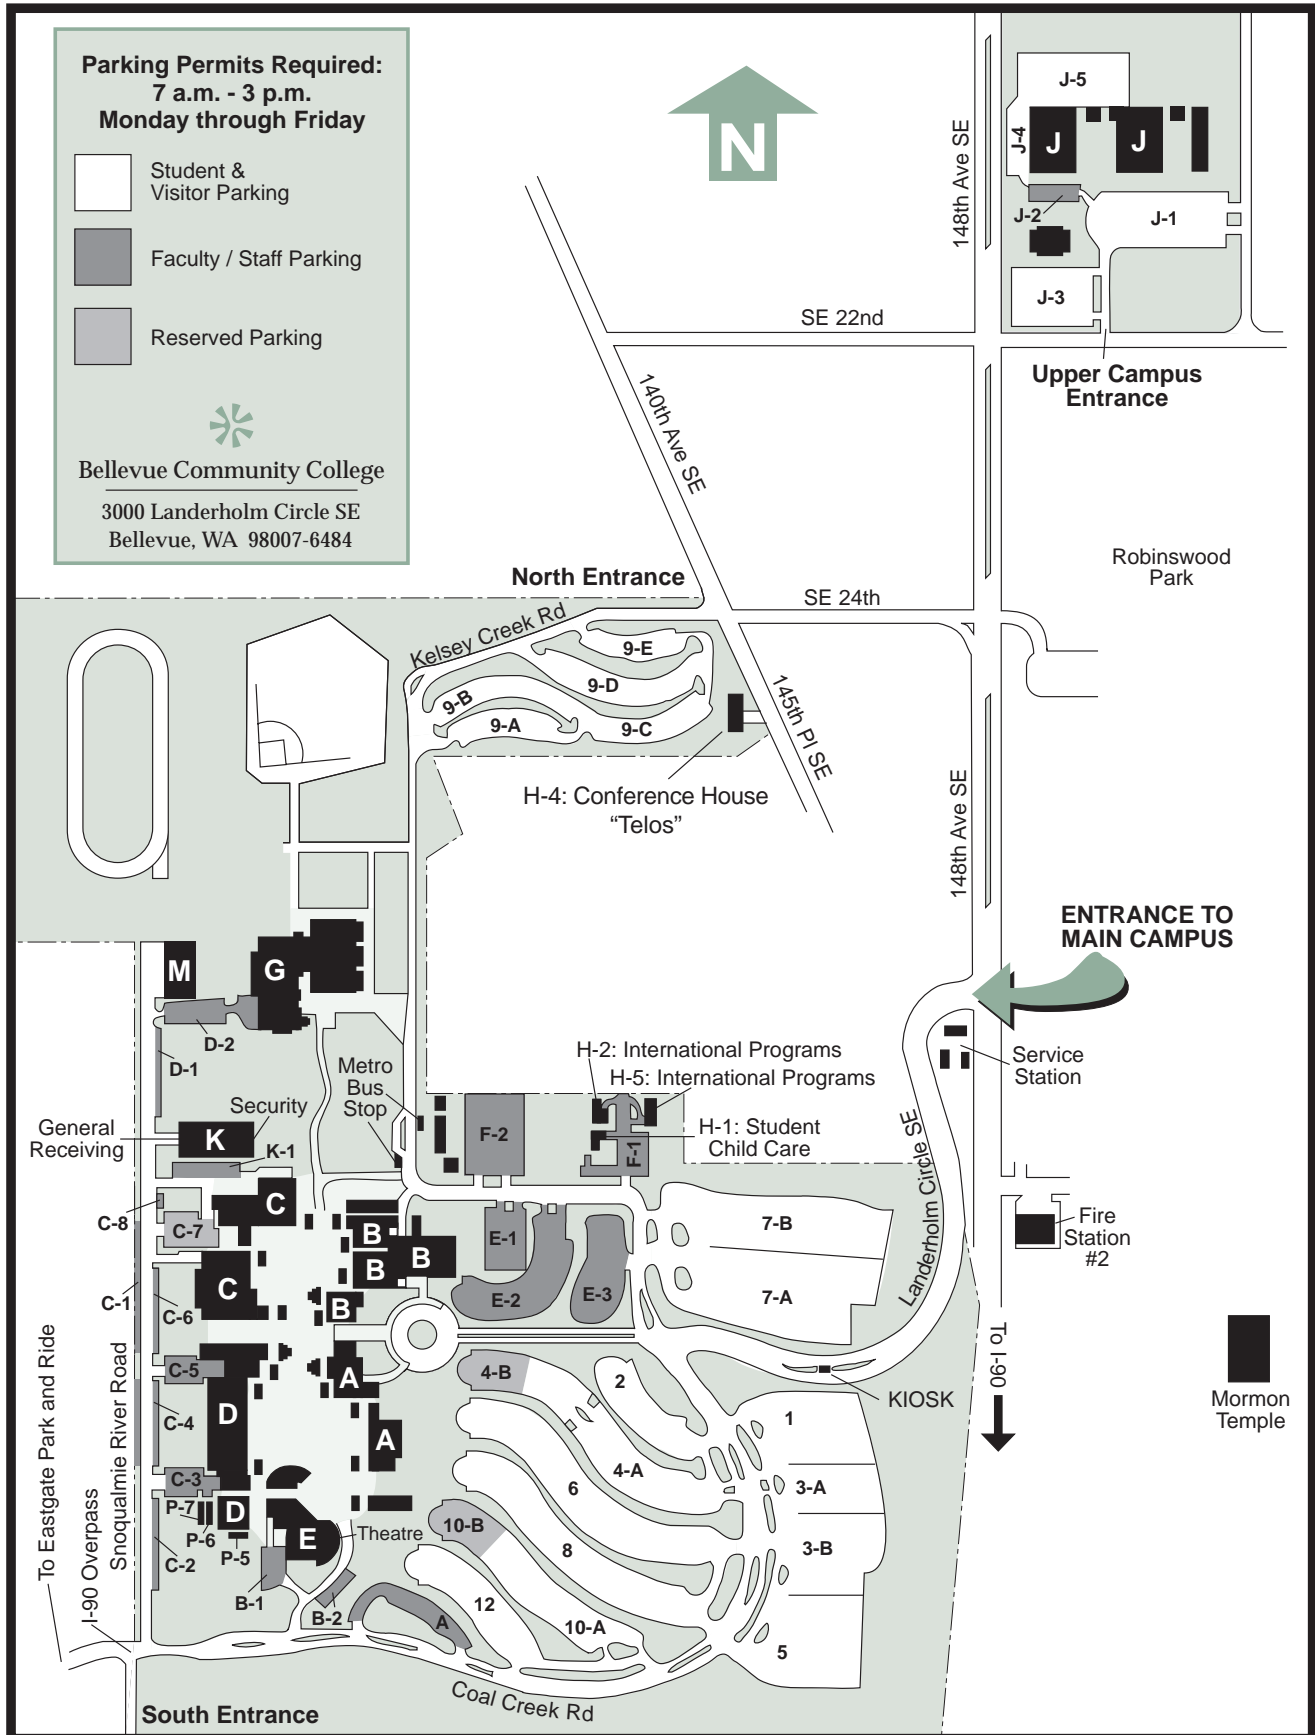 Parking Permits Required:
7 a.m. - 3 p.m.
Monday through Friday
Student &
Visitor Parking
Faculty / Staff Parking
Reserved Parking
Bellevue Community College
3000 Landerholm Circle SE
Bellevue, WA 98007-6484
N
148th Ave SE
J-5
J-4
J
J
J-2
J-1
J-3
SE 22nd
Upper Campus
Entrance
140th Ave SE
Robinswood
Park
North Entrance
SE 24th
Kelsey Creek Rd
9-E
9-D
9-B
9-A
9-C
145th Pl SE
H-4: Conference House
“Telos”
148th Ave SE
ENTRANCE TO
MAIN CAMPUS
M
G
D-2
D-1
Metro
Bus
Stop
H-2: International Programs
H-5: International Programs
H-1: Student
Child Care
Service
Station
General
Receiving
Security
K
K-1
F-2
F-1
Landerholm Circle SE
C
C-8
C-7
B
B
B
B
E-1
E-2
E-3
7-B
7-A
Fire
Station
#2
C
C-1
C-6
C-5
A
4-B
2
KIOSK
To I-90
Mormon
Temple
1
D
C-4
A
4-A
6
3-A
C-3
P-7
P-6
D
P-5
E
Theatre
10-B
8
3-B
C-2
B-1
B-2
A
12
10-A
5
To Eastgate Park and Ride
I-90 Overpass
Snoqualmie River Road
Coal Creek Rd
South Entrance